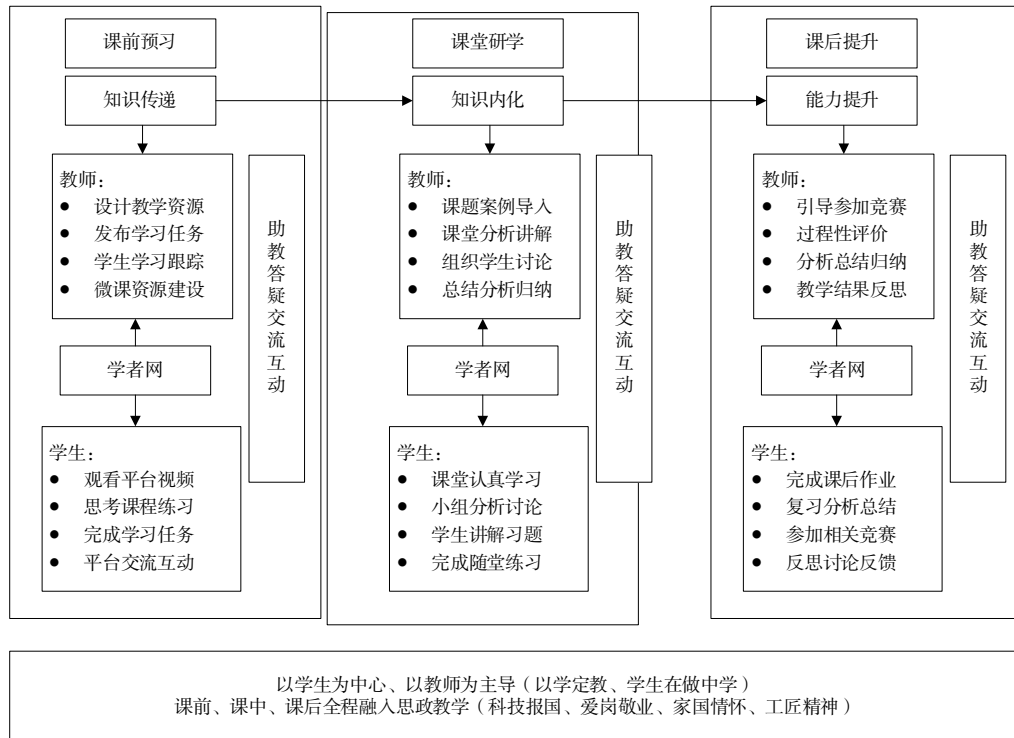 课前预习
知识传递
教师：
● 设计教学资源
● 发布学习任务
● 学生学习跟踪
● 微课资源建设
学者网
学生：
● 观看平台视频
● 思考课程练习
● 完成学习任务
● 平台交流互动
助教答疑交流互动
课堂研学
知识内化
教师：
● 课题案例导入
● 课堂分析讲解
● 组织学生讨论
● 总结分析归纳
学者网
学生：
● 课堂认真学习
● 小组分析讨论
● 学生讲解习题
● 完成随堂练习
助教答疑交流互动
课后提升
能力提升
教师：
● 引导参加竞赛
● 过程性评价
● 分析总结归纳
● 教学结果反思
学者网
学生：
● 完成课后作业
● 复习分析总结
● 参加相关竞赛
● 反思讨论反馈
助教答疑交流互动
以学生为中心、以教师为主导（以学定教、学生在做中学）
课前、课中、课后全程融入思政教学（科技报国、爱岗敬业、家国情怀、工匠精神）